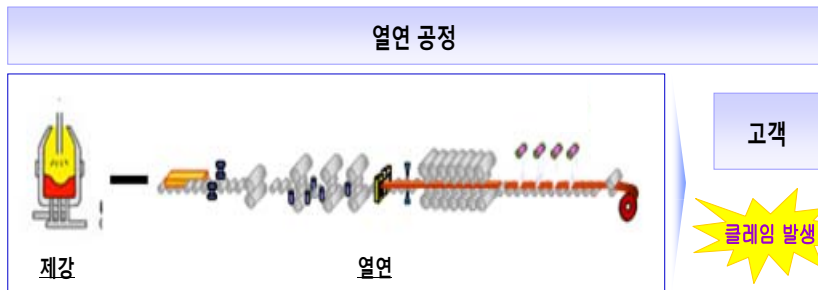 열연 공정
고객
클레임 발생
제강
열연